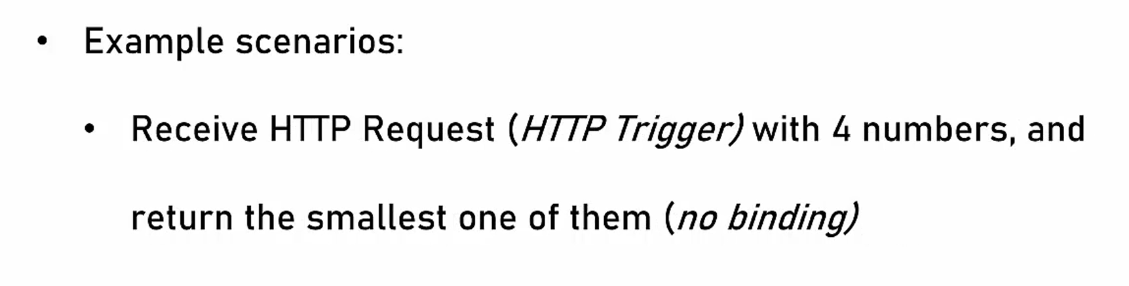 • Example scenarios:
• Receive HTTP Request (HTTP Trigger) with 4 numbers, and
return the smallest one of them (no binding)